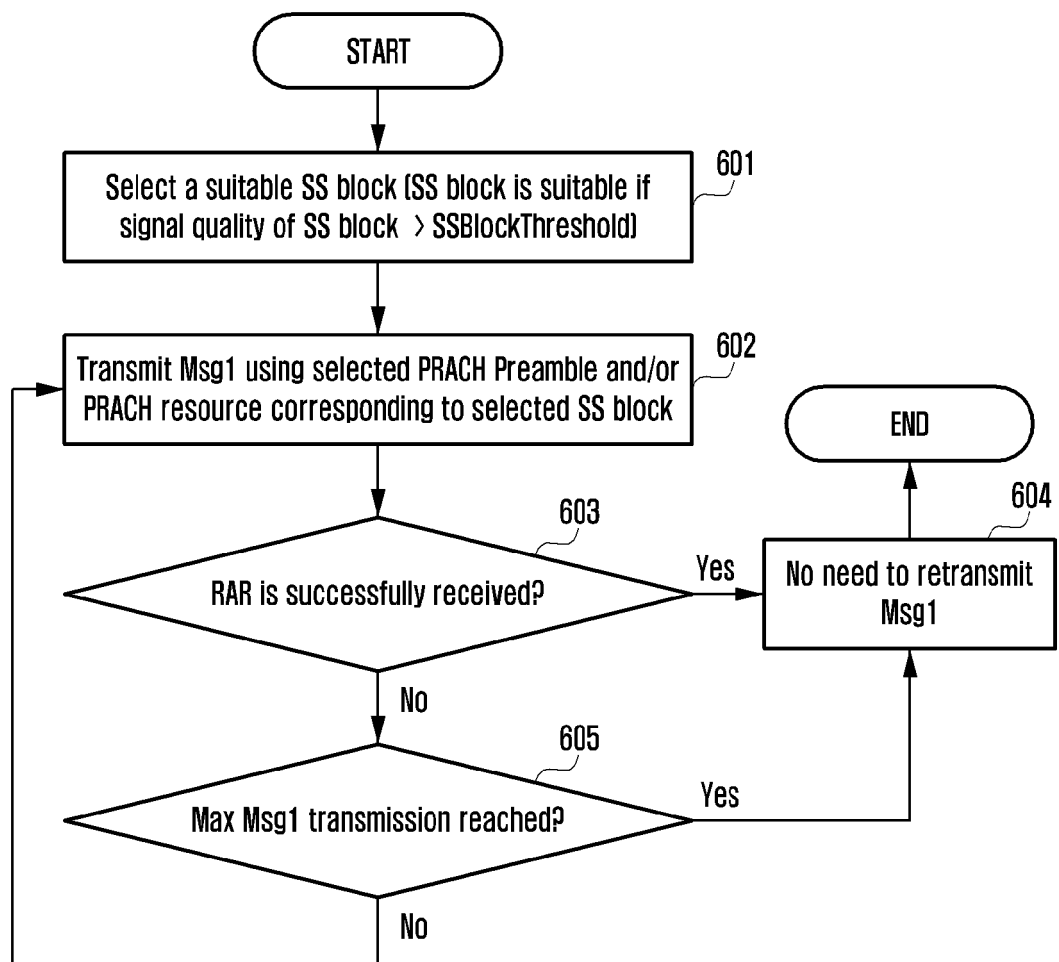 START
601
Select a suitable SS block (SS block is suitable if
signal quality of SS block > SSBlockThreshold)
602
Transmit Msg1 using selected PRACH Preamble and/or
PRACH resource corresponding to selected SS block
END
603
604
RAR is successfully received?
Yes
No need to retransmit
Msg1
No
605
Max Msg1 transmission reached?
Yes
No